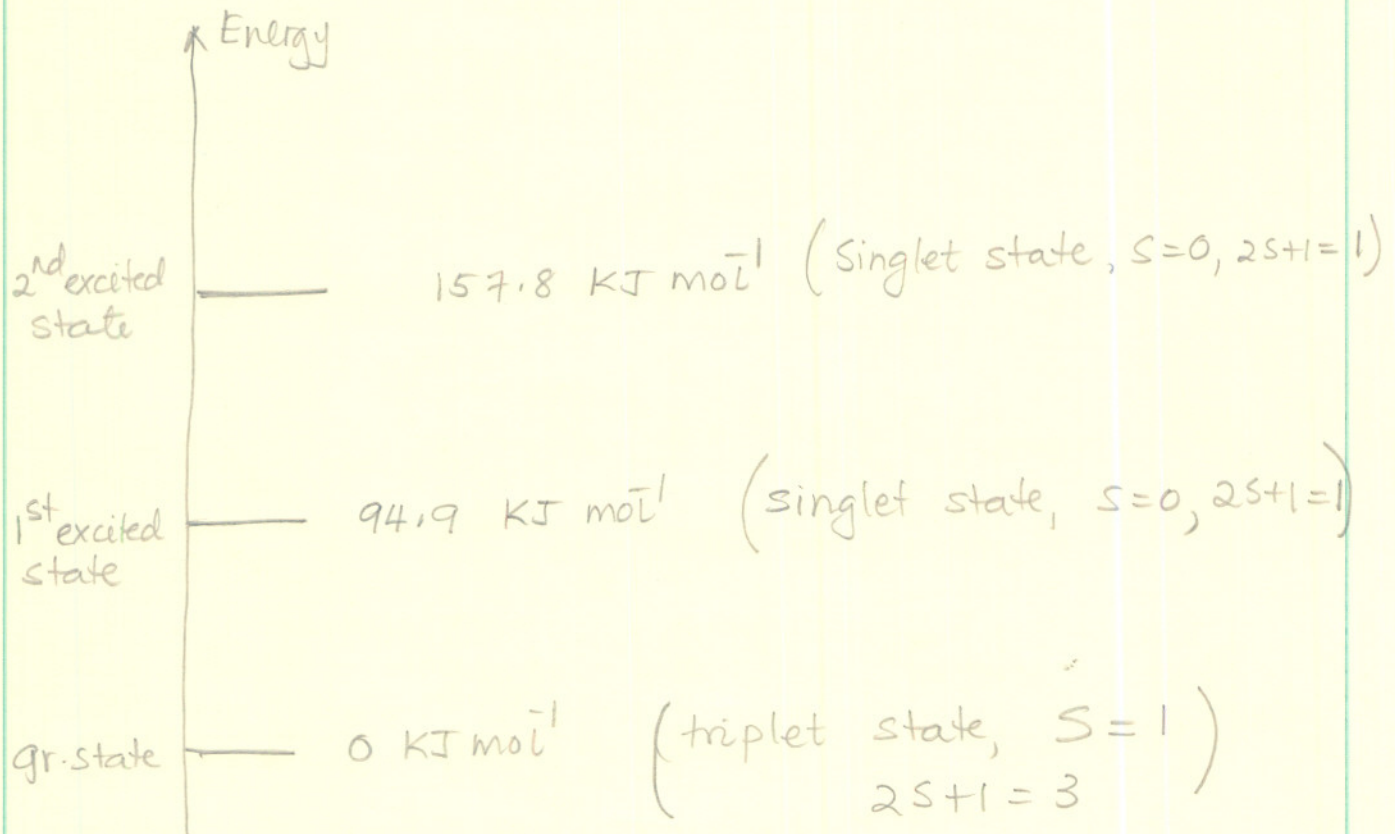 Energy
2nd excited state 157.8 KJ mol⁻¹ (Singlet state, S=0, 2S+1=1)
1st excited state 94.9 KJ mol⁻¹ (singlet state, S=0, 2S+1=1)
gr. state 0 KJ mol⁻¹ (triplet state, S=1
2S+1=3)